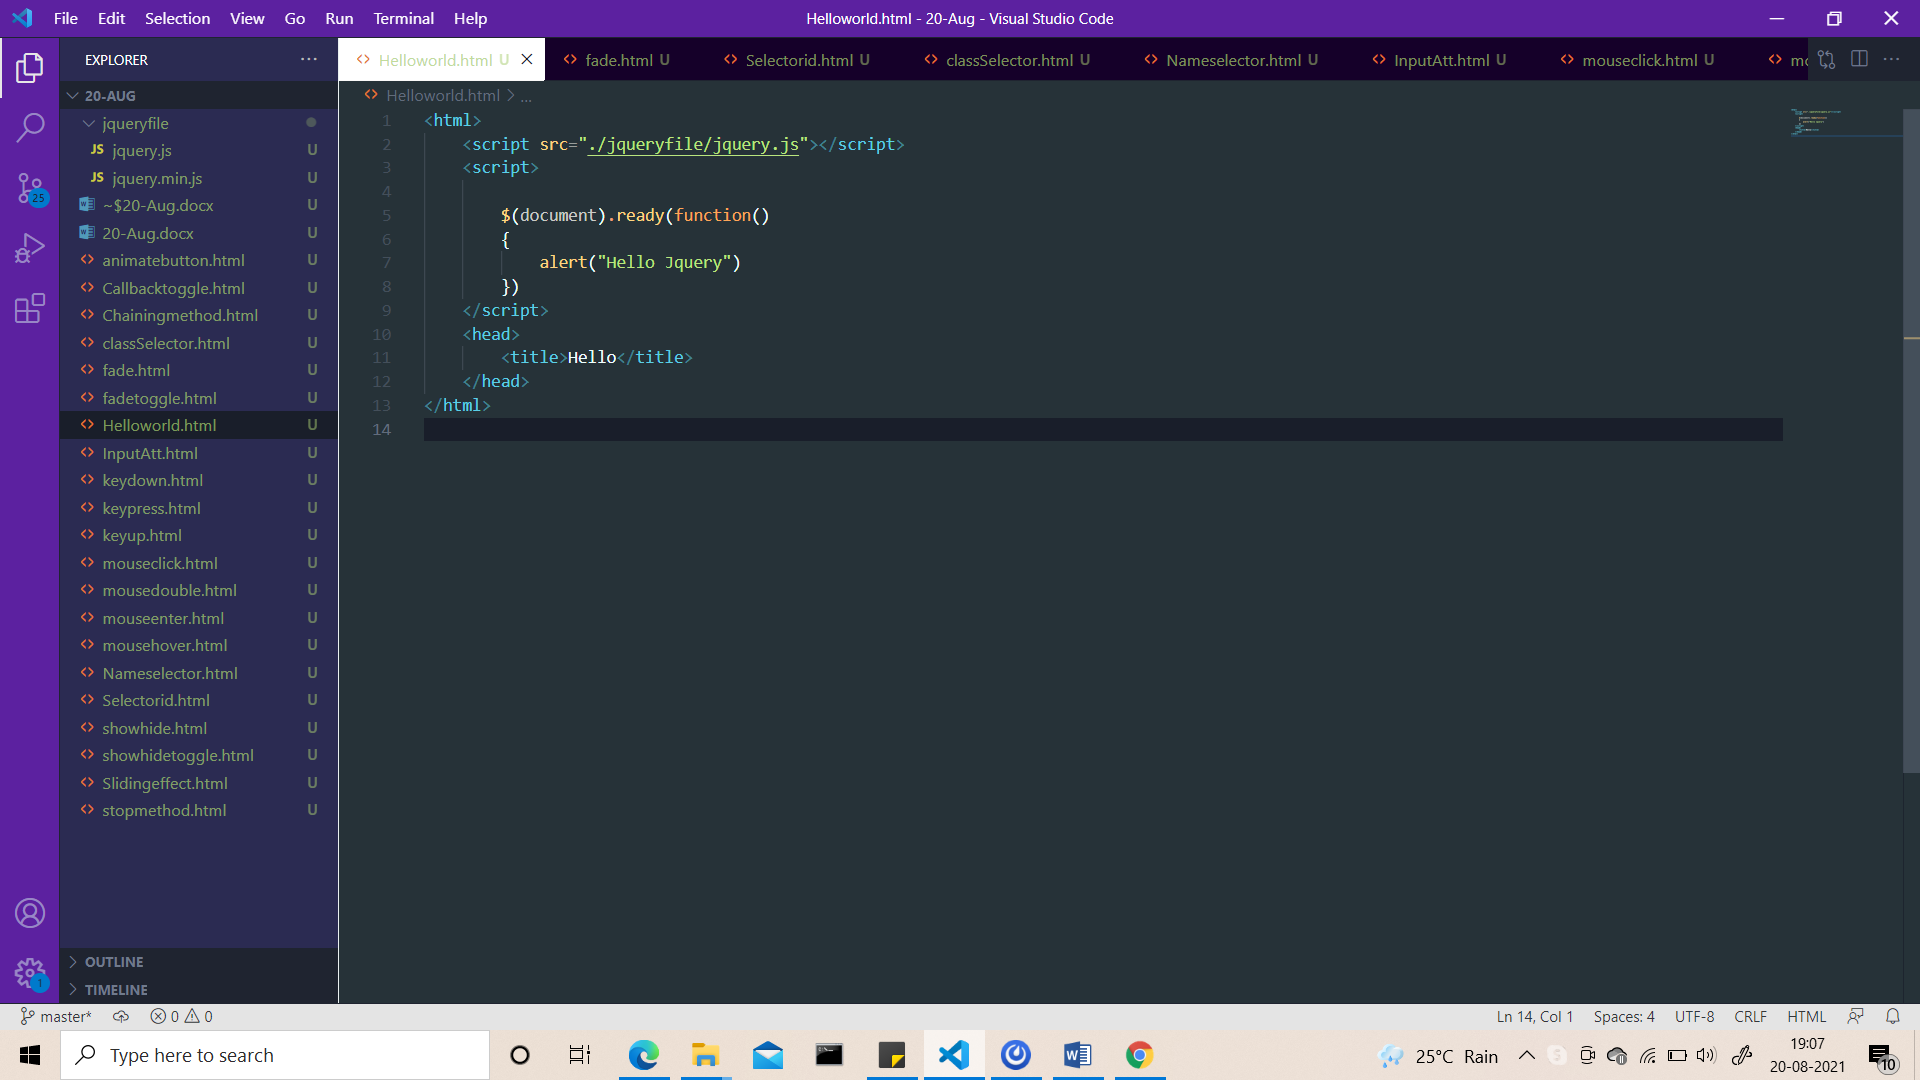 File Edit Selection View Go Run Terminal Help
Helloworld.html - 20-Aug - Visual Studio Code
EXPLORER
Helloworld.html U
fade.html U
Selectorid.html U
classSelector.html U
Nameselector.html U
InputAtt.html U
mouseclick.html U
20-AUG
jqueryfile
JS jquery.js U
JS jquery.min.js U
~$20-Aug.docx U
20-Aug.docx U
animatebutton.html U
Callbacktoggle.html U
Chainingmethod.html U
classSelector.html U
fade.html U
fadetoggle.html U
Helloworld.html U
InputAtt.html U
keydown.html U
keypress.html U
keyup.html U
mouseclick.html U
mousedouble.html U
mouseenter.html U
mousehover.html U
Nameselector.html U
Selectorid.html U
showhide.html U
showhidetoggle.html U
Slidingeffect.html U
stopmethod.html U
OUTLINE
TIMELINE
25
1
Helloworld.html > ...
1 <html>
2 <script src="./jqueryfile/jquery.js"></script>
3 <script>
4
5 $(document).ready(function()
6 {
7 alert("Hello Jquery")
8 })
9 </script>
10 <head>
11 <title>Hello</title>
12 </head>
13 </html>
14
master* 0 0
Ln 14, Col 1 Spaces: 4 UTF-8 CRLF HTML
Type here to search
25°C Rain
19:07
20-08-2021
10